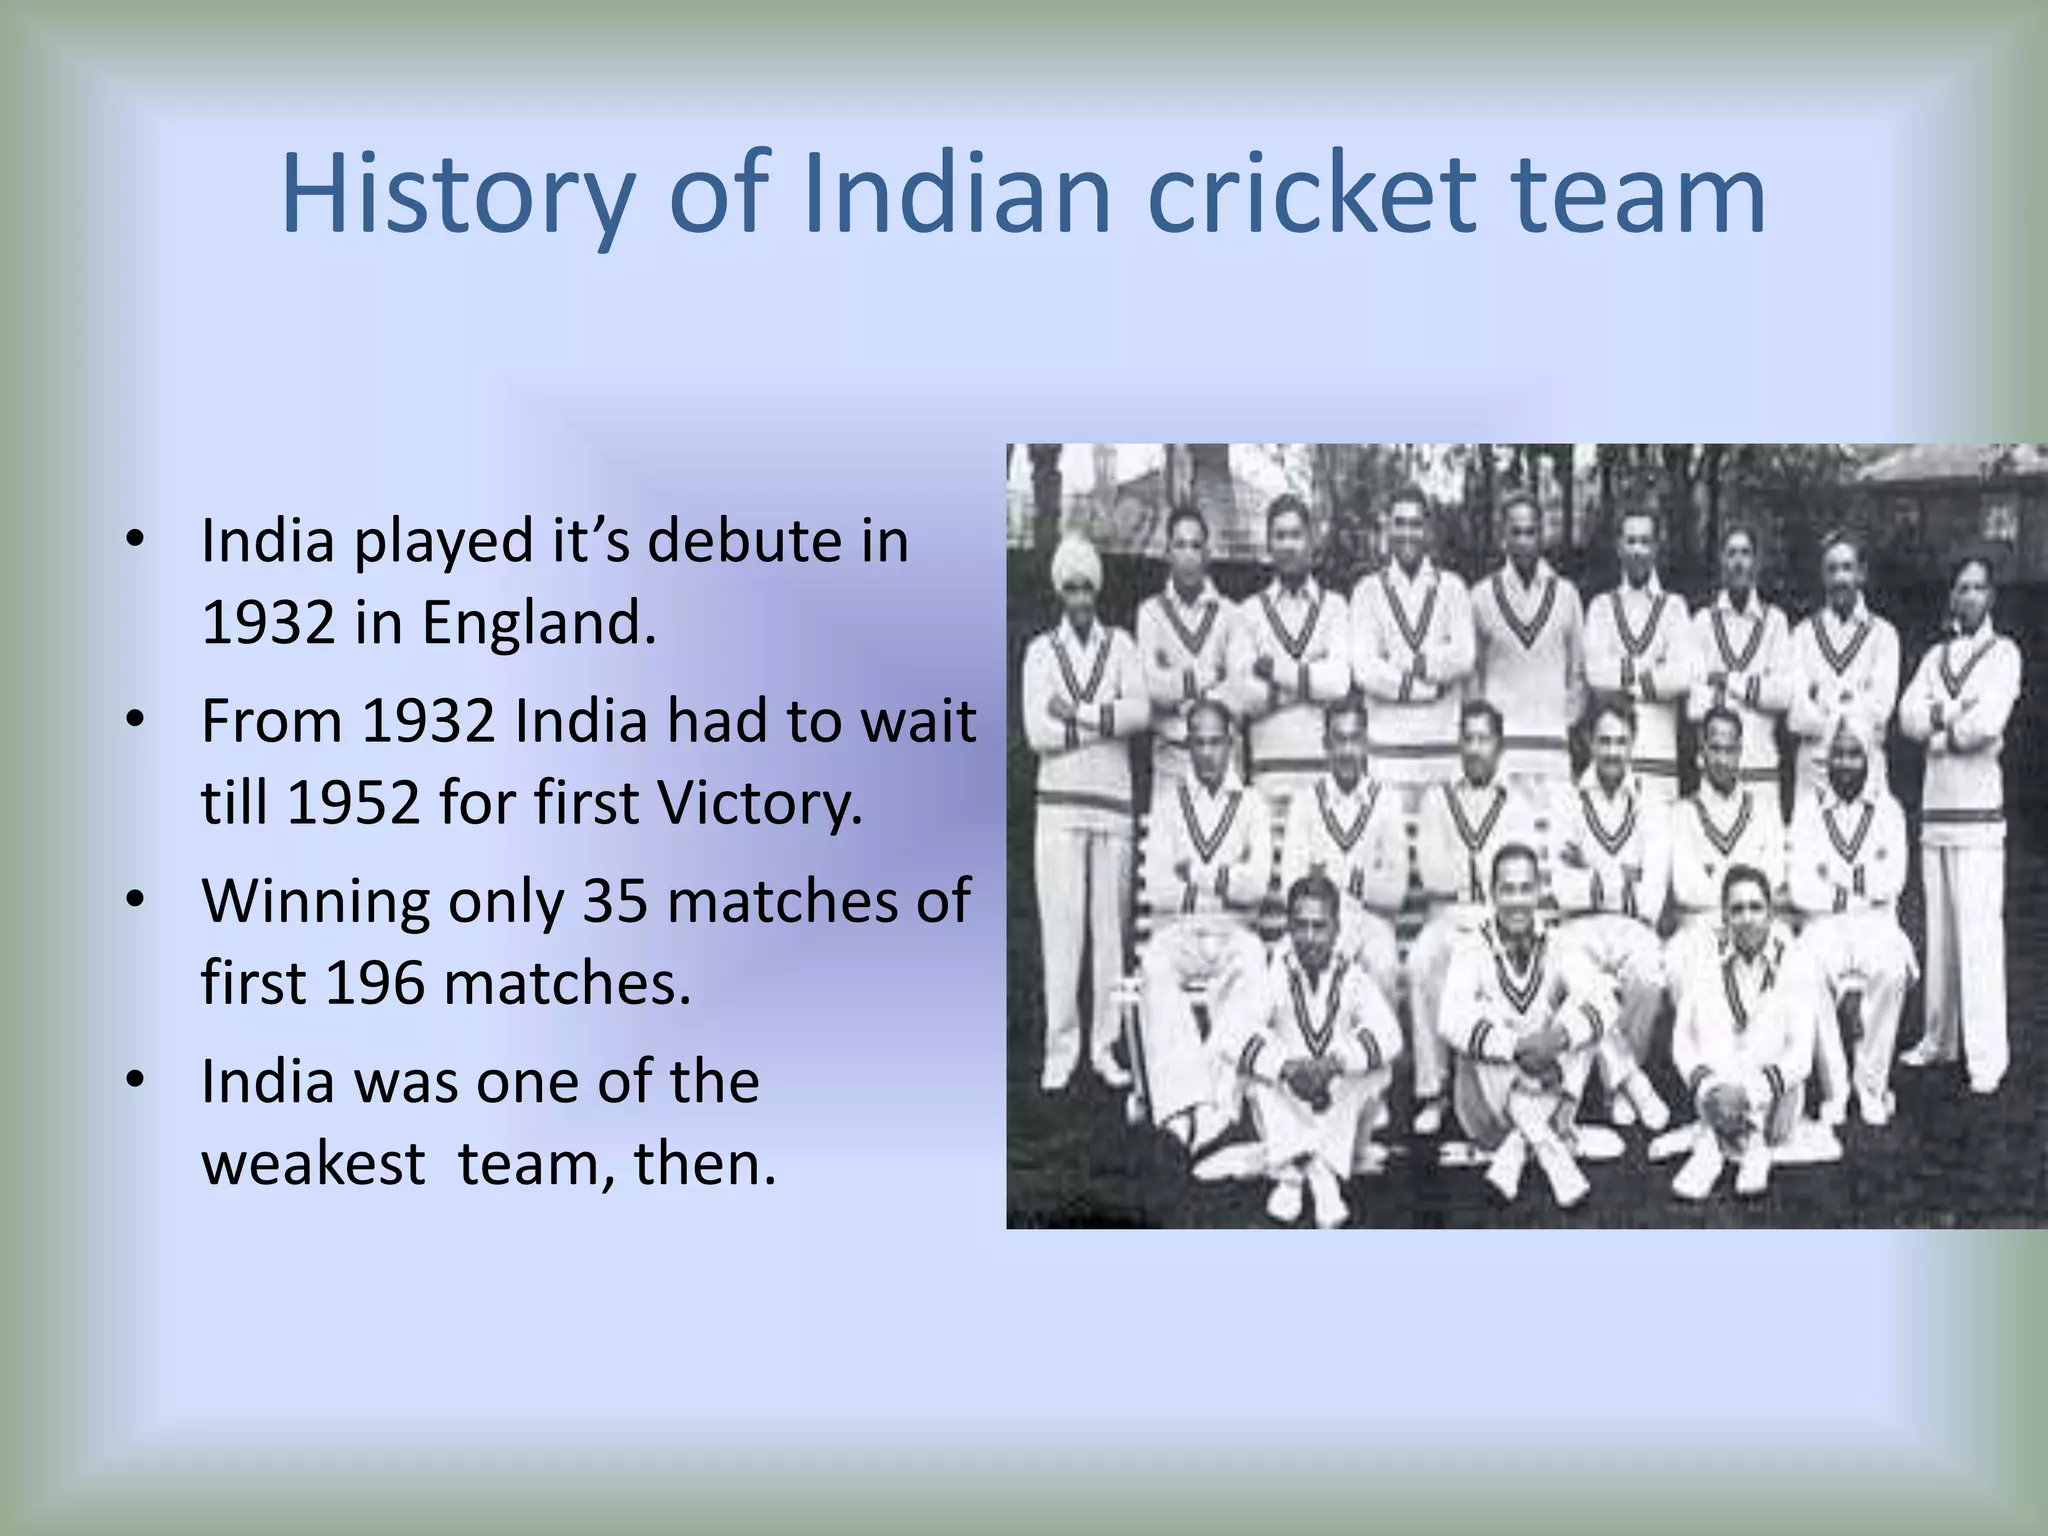 History of Indian cricket team
• India played it’s debute in
1932 in England.
• From 1932 India had to wait
till 1952 for first Victory.
• Winning only 35 matches of
first 196 matches.
• India was one of the
weakest  team, then.